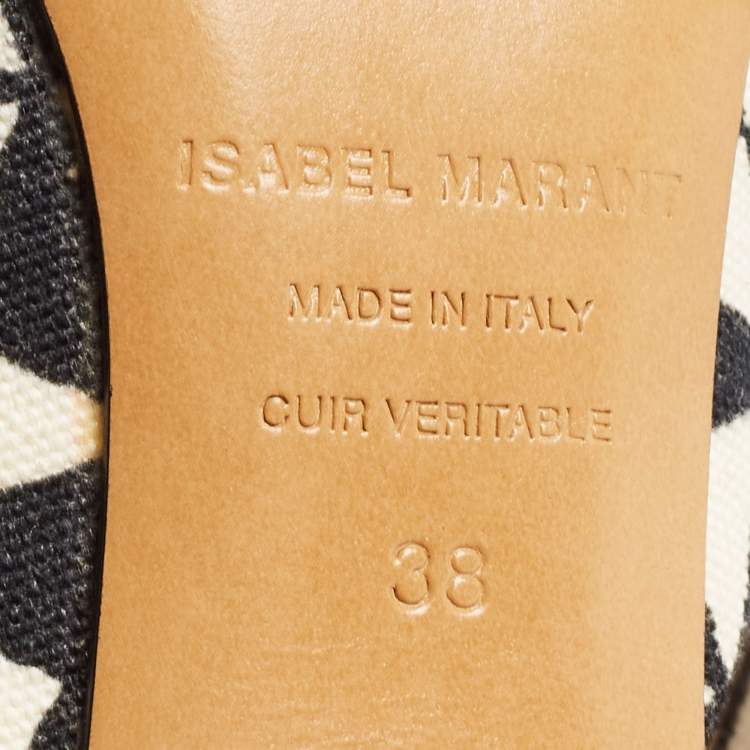 ISABEL MARANT
MADE IN ITALY
CUIR VERITABLE
38